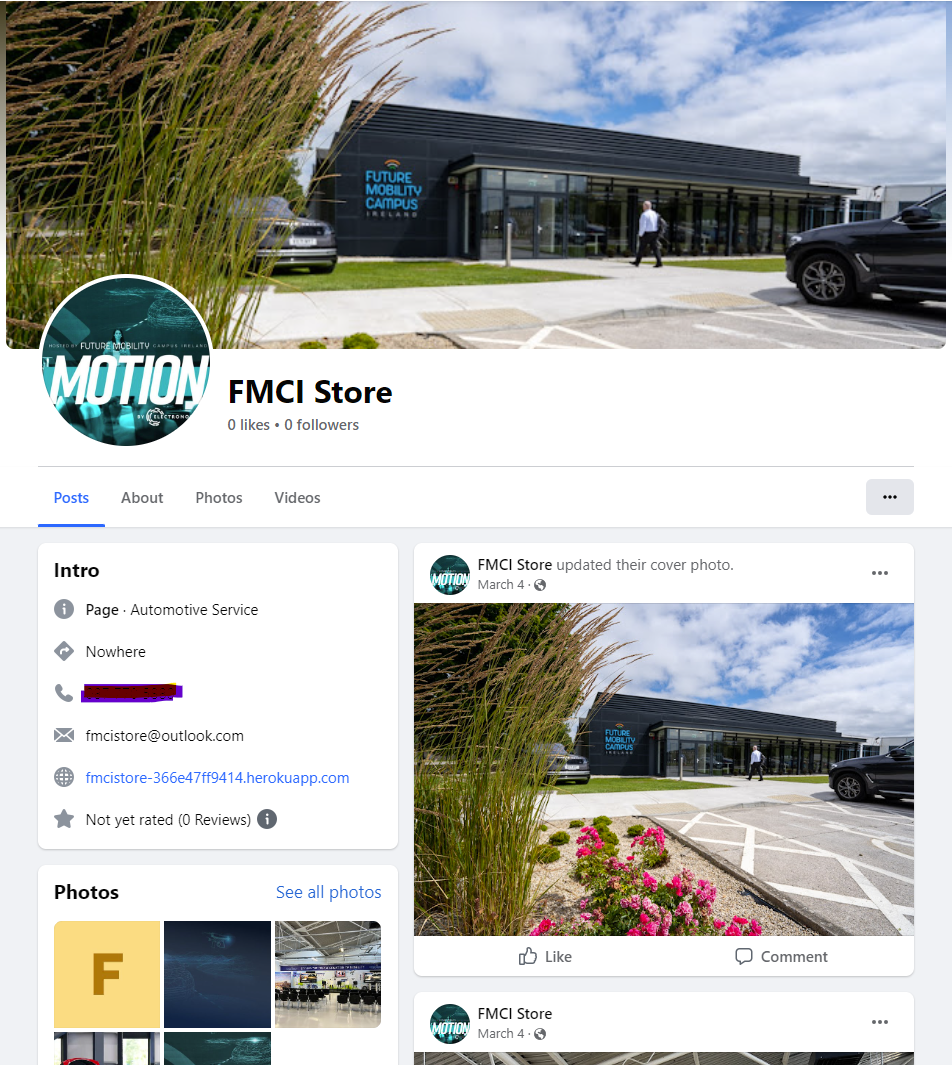 FUTURE
MOBILITY
CAMPUS
IRELAND
HOSTED BY FUTURE MOBILITY CAMPUS IRELAND
MOTION
BY ELECTRONO
FMCI Store
0 likes • 0 followers
Posts
About
Photos
Videos
Intro
Page · Automotive Service
Nowhere
fmcistore@outlook.com
fmcistore-366e47ff9414.herokuapp.com
Not yet rated (0 Reviews)
Photos
See all photos
F
FMCI Store updated their cover photo.
March 4 ·
MOTION
FUTURE
MOBILITY
CAMPUS
IRELAND
Like
Comment
FMCI Store
March 4 ·
MOTION